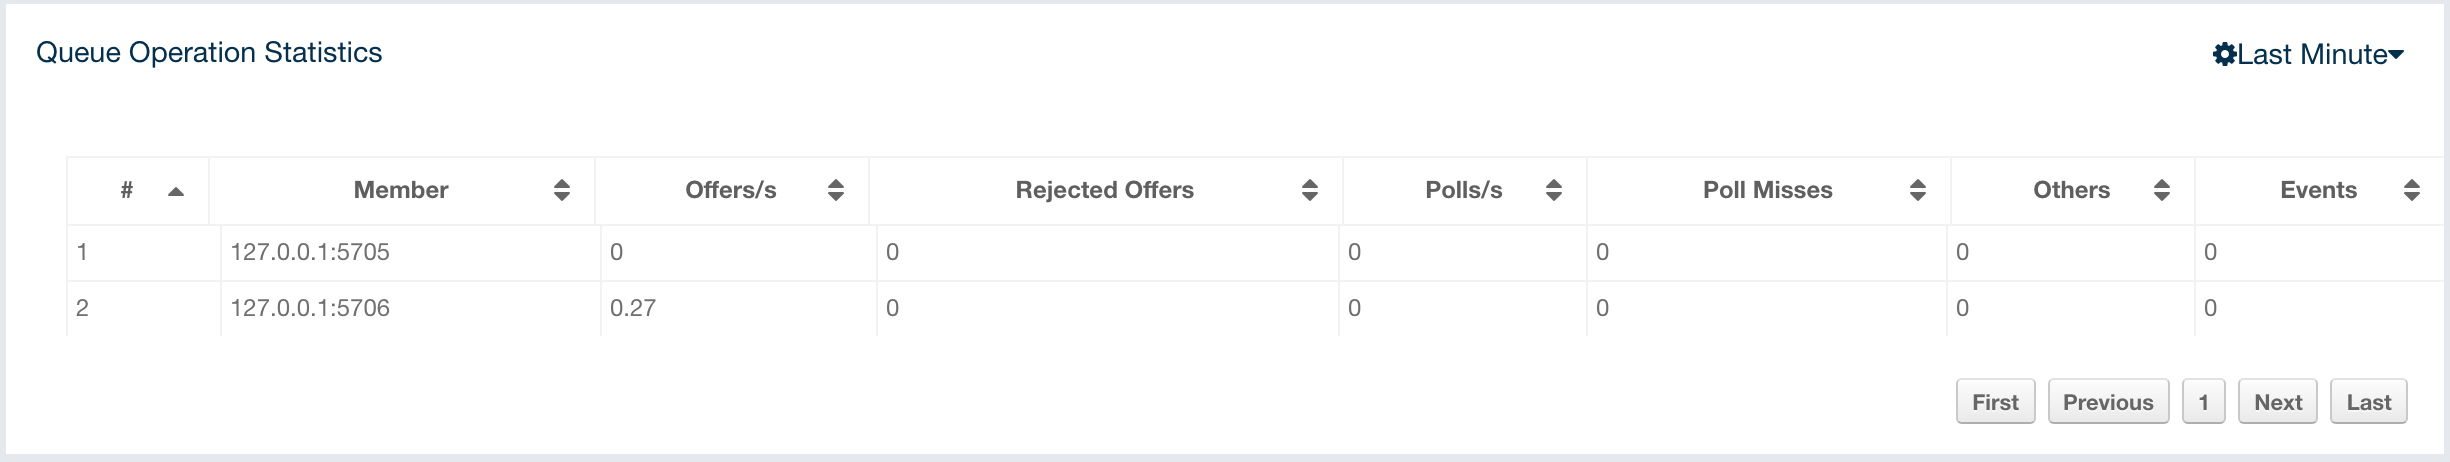 Queue Operation Statistics
Last Minute
# Member Offers/s Rejected Offers Polls/s Poll Misses Others Events
1 127.0.0.1:5705 0 0 0 0 0 0
2 127.0.0.1:5706 0.27 0 0 0 0 0
First Previous 1 Next Last